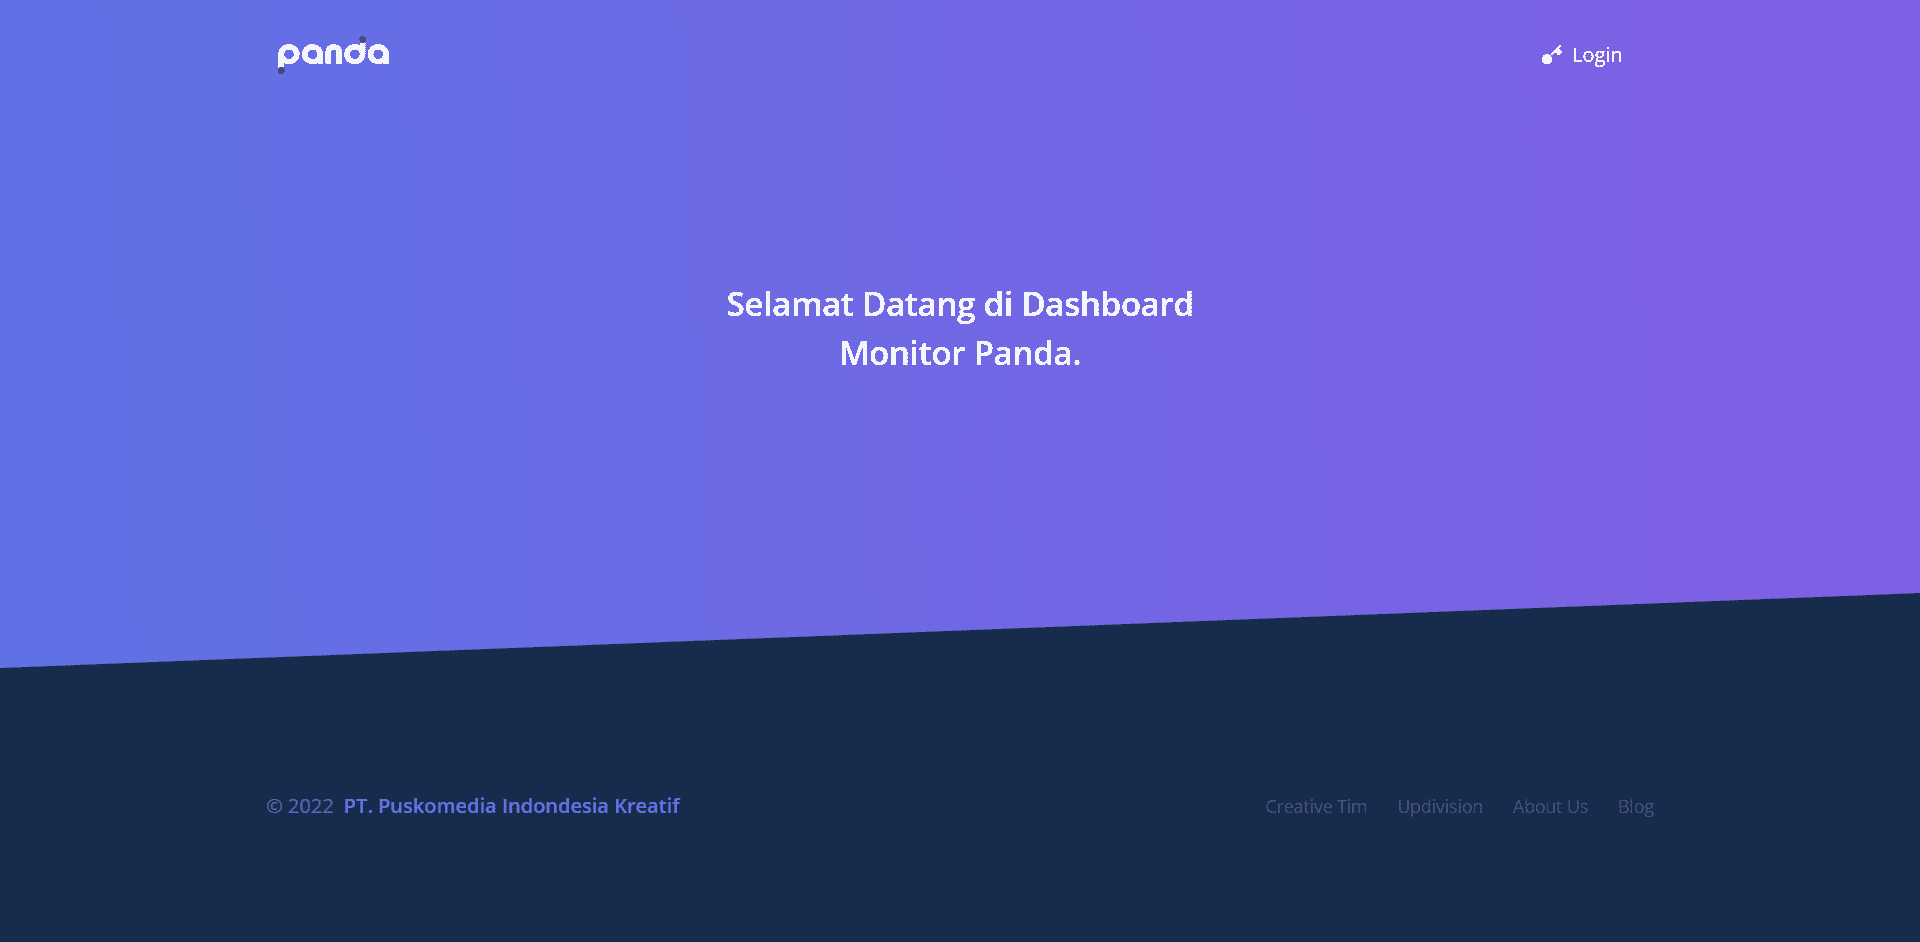 panda
Login
Selamat Datang di Dashboard
Monitor Panda.
© 2022 PT. Puskomedia Indondesia Kreatif
Creative Tim Updivision About Us Blog